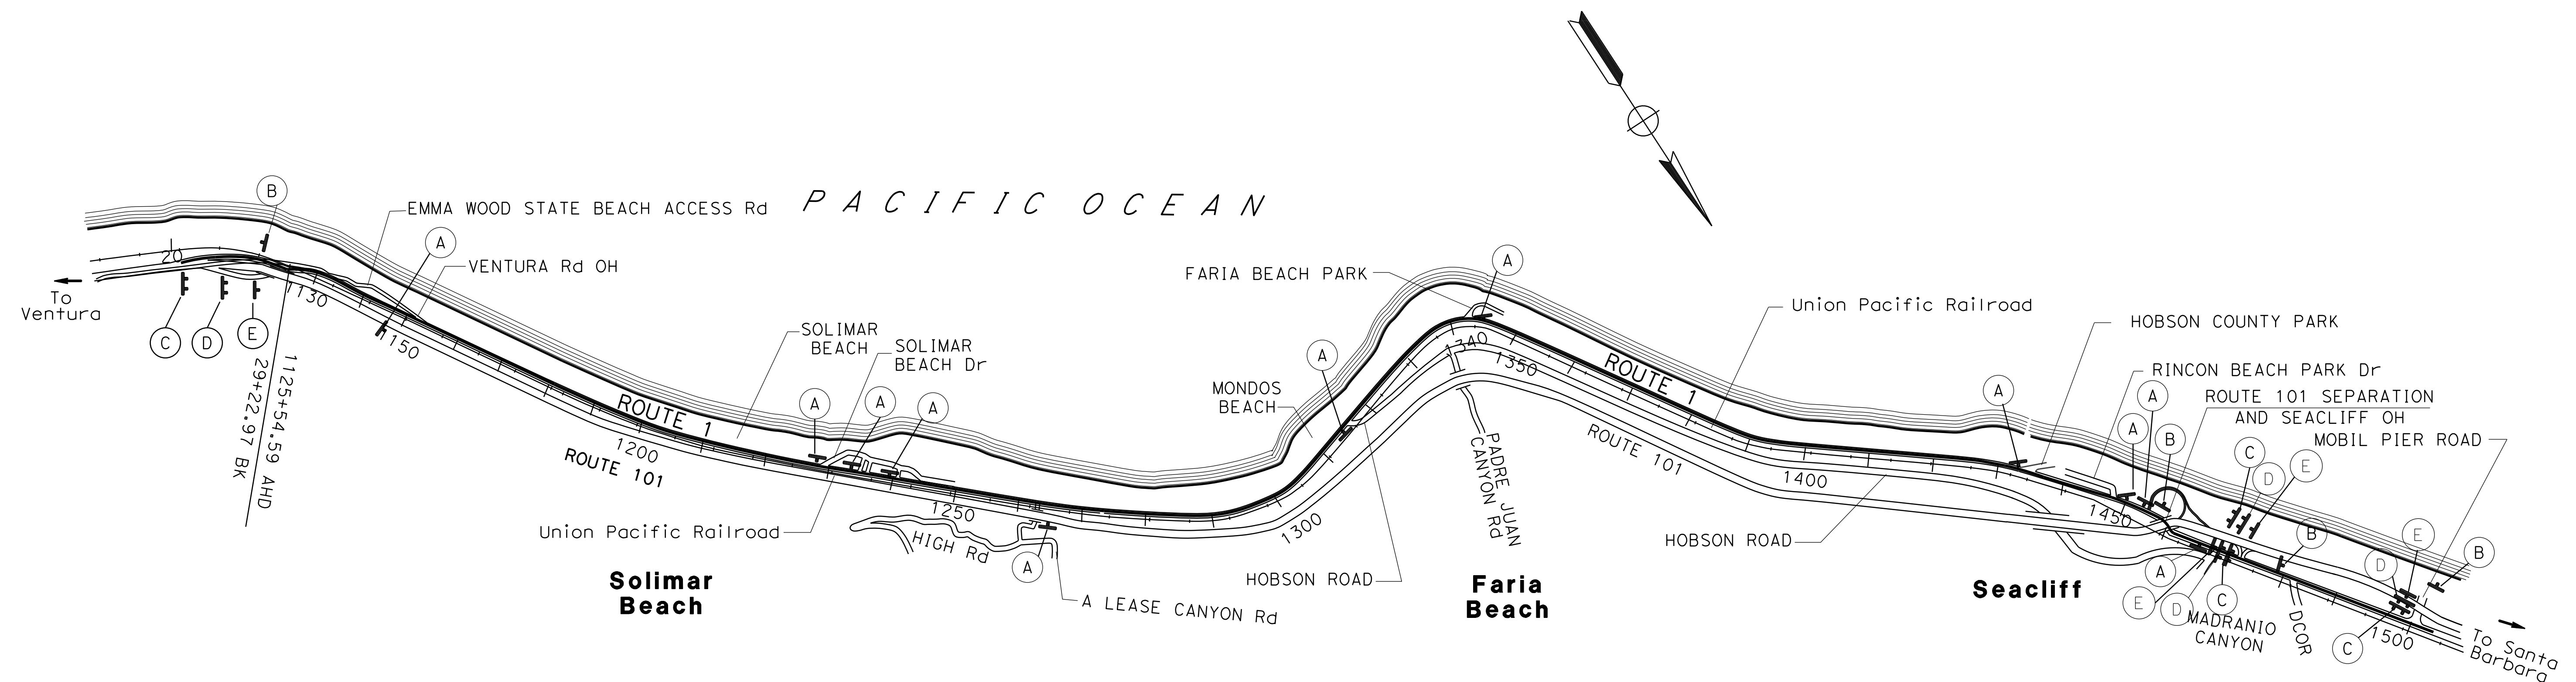 PACIFIC OCEAN
B
EMMA WOOD STATE BEACH ACCESS Rd
A
VENTURA Rd OH
20
To
Ventura
C
D
E
1130
1150
1125+54.59 AHD
29+22.97 BK
ROUTE 1
1200
ROUTE 101
SOLIMAR
BEACH
SOLIMAR
BEACH Dr
A
A
A
Union Pacific Railroad
1250
HIGH Rd
Solimar
Beach
A
A LEASE CANYON Rd
FARIA BEACH PARK
A
A
MONDOS
BEACH
1300
1340
1350
HOBSON ROAD
PADRE JUAN
CANYON Rd
Faria
Beach
ROUTE 1
Union Pacific Railroad
ROUTE 101
1400
HOBSON ROAD
HOBSON COUNTY PARK
A
RINCON BEACH PARK Dr
A
ROUTE 101 SEPARATION
AND SEACLIFF OH
A
B
MOBIL PIER ROAD
C
D
E
1450
Seacliff
A
E
D
C
MADRANIO
CANYON
B
DCOR
D
E
B
C
1500
To Santa
Barbara